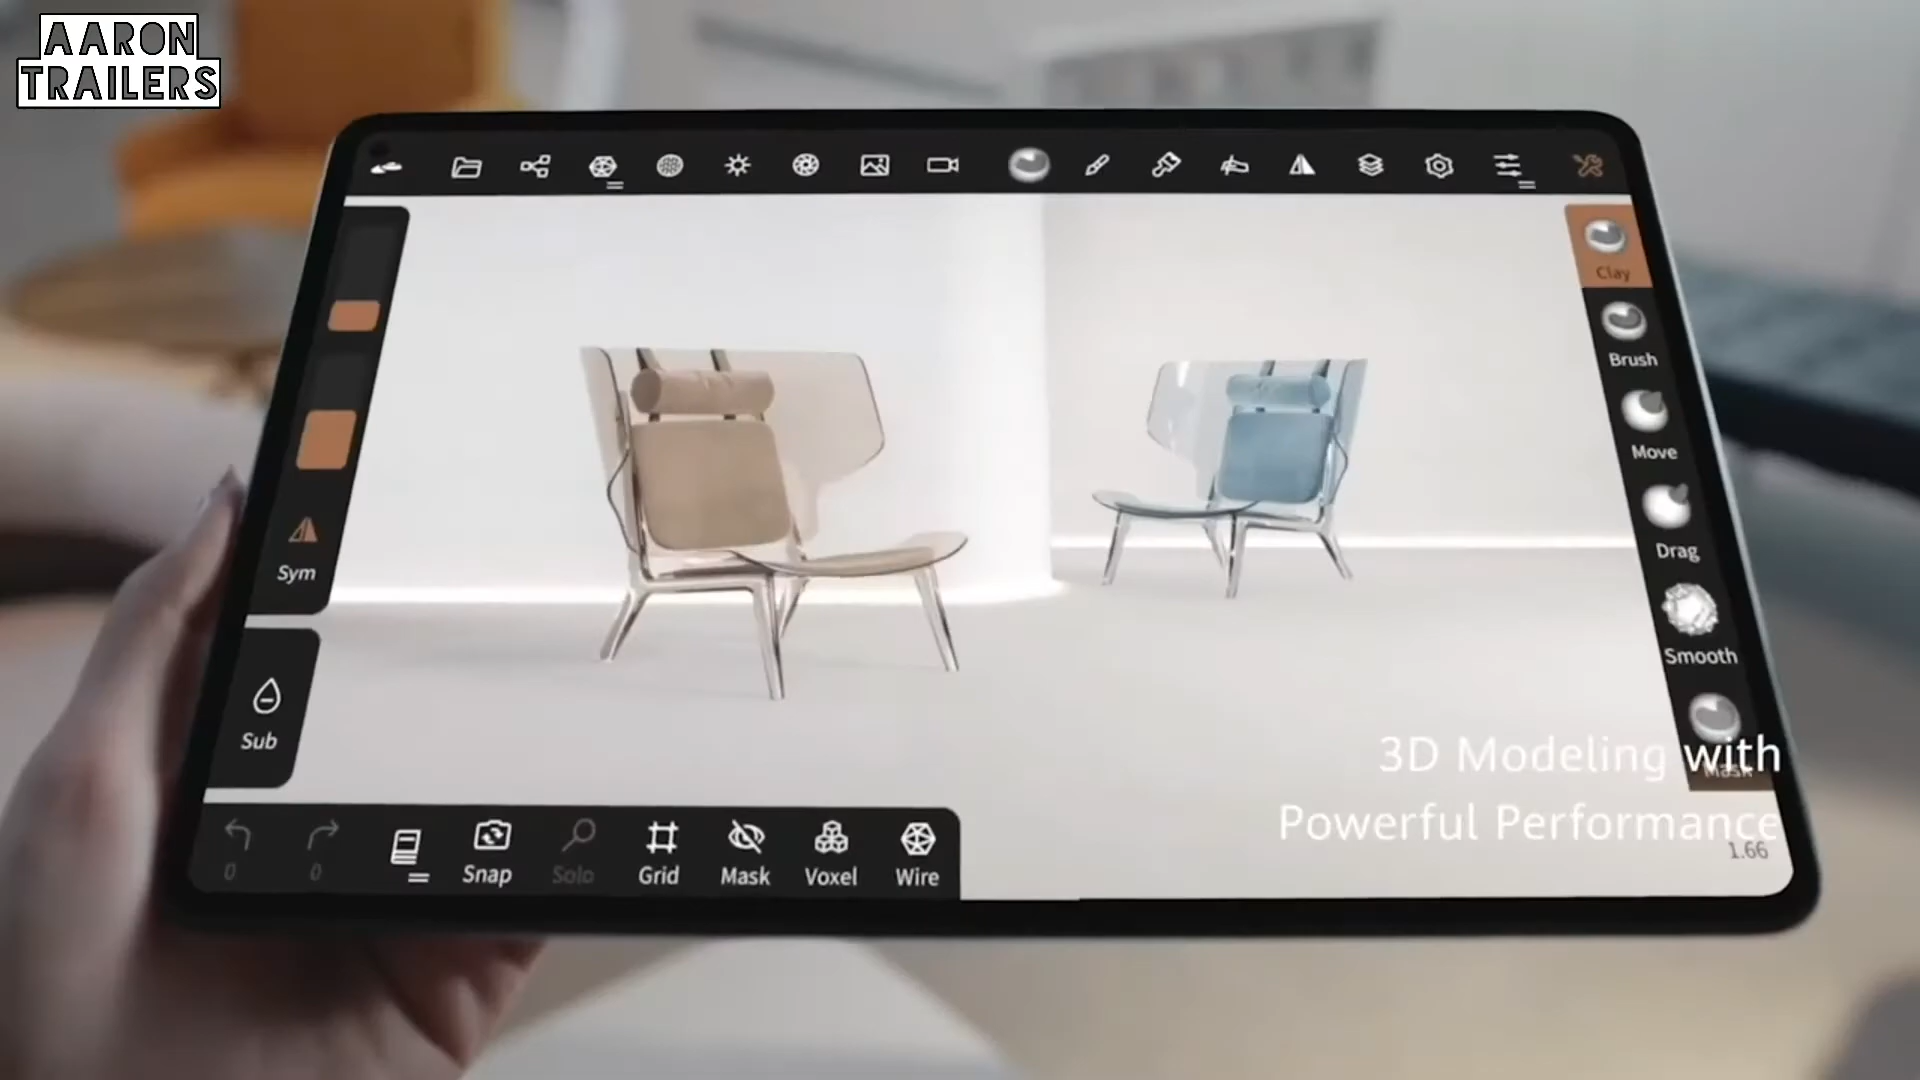 AARON
TRAILERS
Clay
Brush
Move
Drag
Smooth
Mask
Sym
Sub
3D Modeling with
Powerful Performance
1.66
0
0
Snap
Solo
Grid
Mask
Voxel
Wire